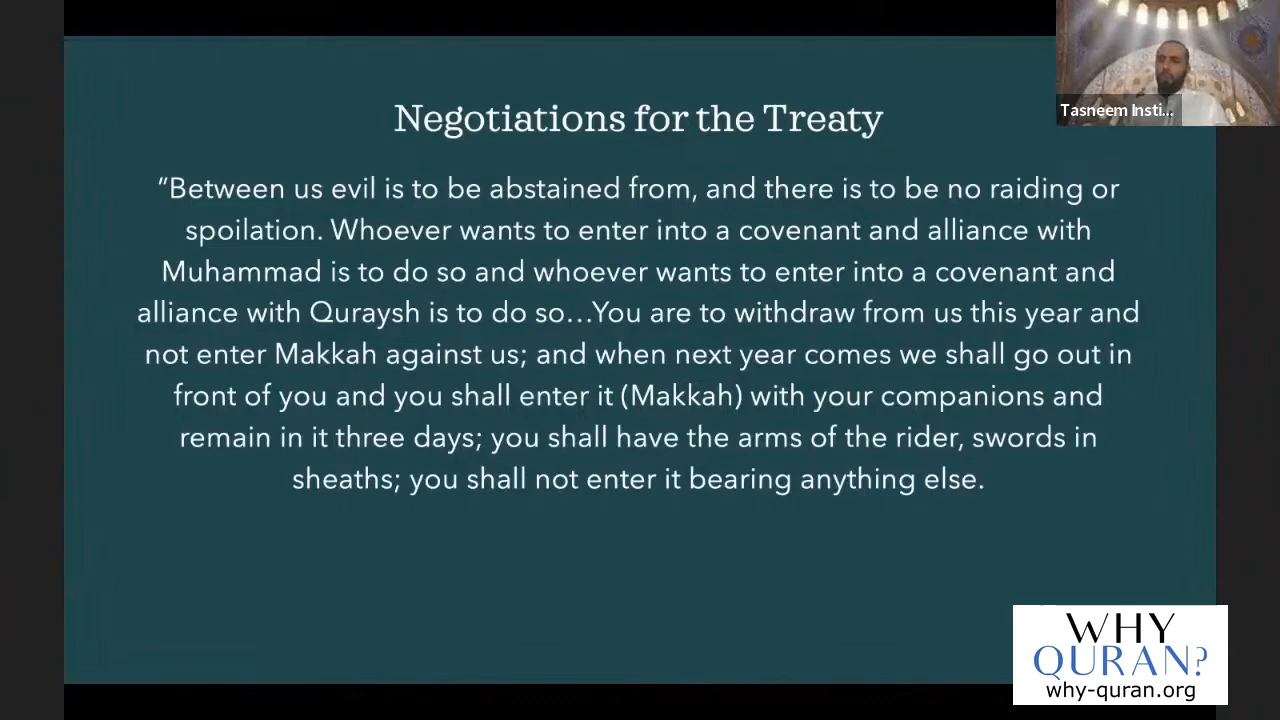 Tasneem Insti...
Negotiations for the Treaty
“Between us evil is to be abstained from, and there is to be no raiding or
spoilation. Whoever wants to enter into a covenant and alliance with
Muhammad is to do so and whoever wants to enter into a covenant and
alliance with Quraysh is to do so...You are to withdraw from us this year and
not enter Makkah against us; and when next year comes we shall go out in
front of you and you shall enter it (Makkah) with your companions and
remain in it three days; you shall have the arms of the rider, swords in
sheaths; you shall not enter it bearing anything else.
WHY
QURAN?
why-quran.org